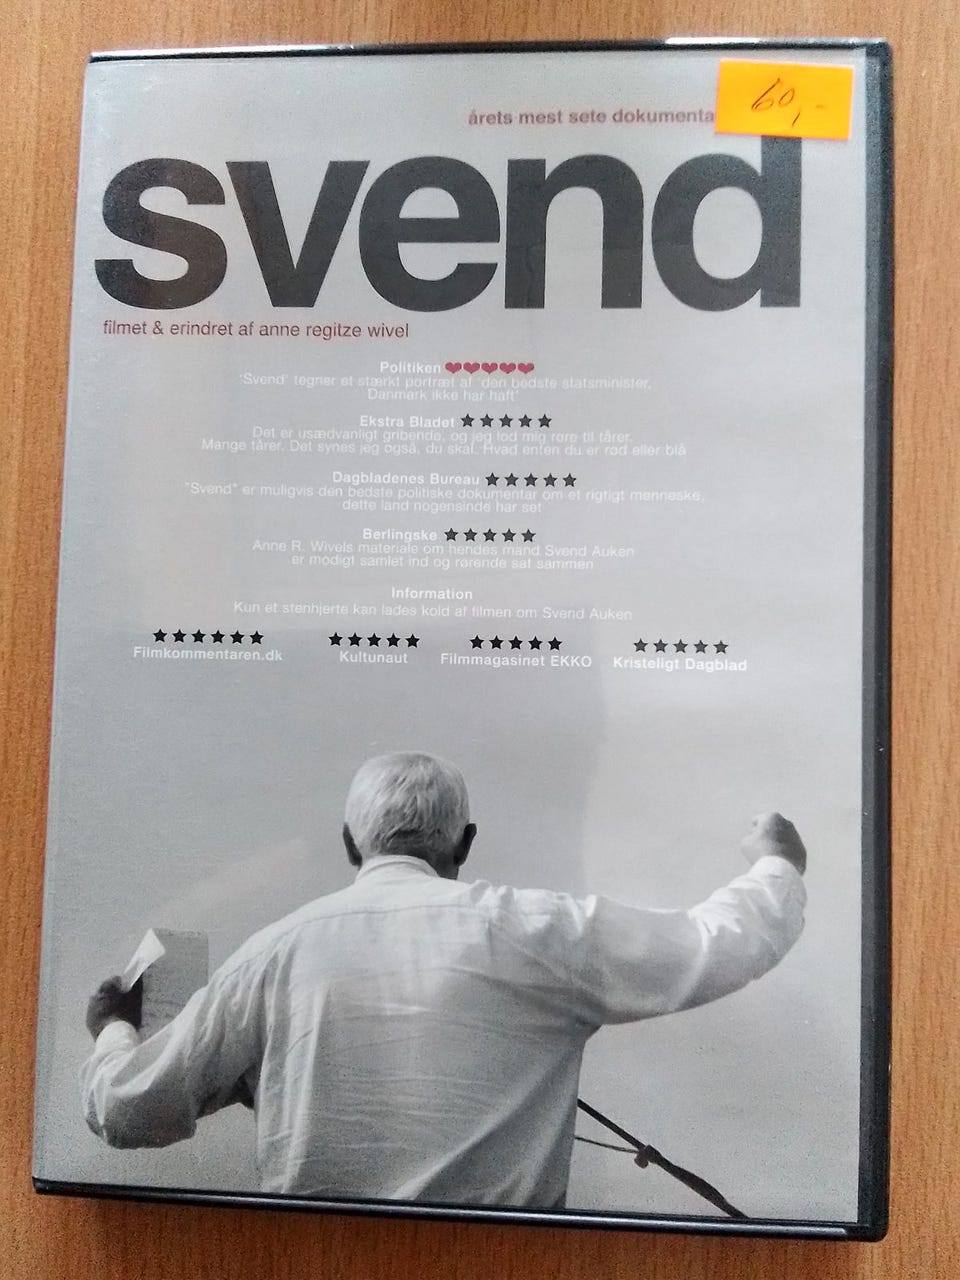 60,-
årets mest sete dokumenta
svend
filmet & erindret af anne regitze wivel
Politiken ❤❤❤❤❤
'Svend' tegner et stærkt portræt af 'den bedste statsminister,
Danmark ikke har haft'
Ekstra Bladet ★★★★★
Det er usædvanligt gribende, og jeg lod mig røre til tårer.
Mange tårer. Det synes jeg også, du skal. Hvad enten du er rød eller blå
Dagbladenes Bureau ★★★★★
"Svend" er muligvis den bedste politiske dokumentar om et rigtigt menneske,
dette land nogensinde har set
Berlingske ★★★★★
Anne R. Wivels materiale om hendes mand Svend Auken
er modigt samlet ind og rørende sat sammen
Information
Kun et stenhjerte kan lades kold af filmen om Svend Auken
★★★★★★ ★★★★★ ★★★★★ ★★★★★
Filmkommentaren.dk Kultunaut Filmmagasinet EKKO Kristeligt Dagblad